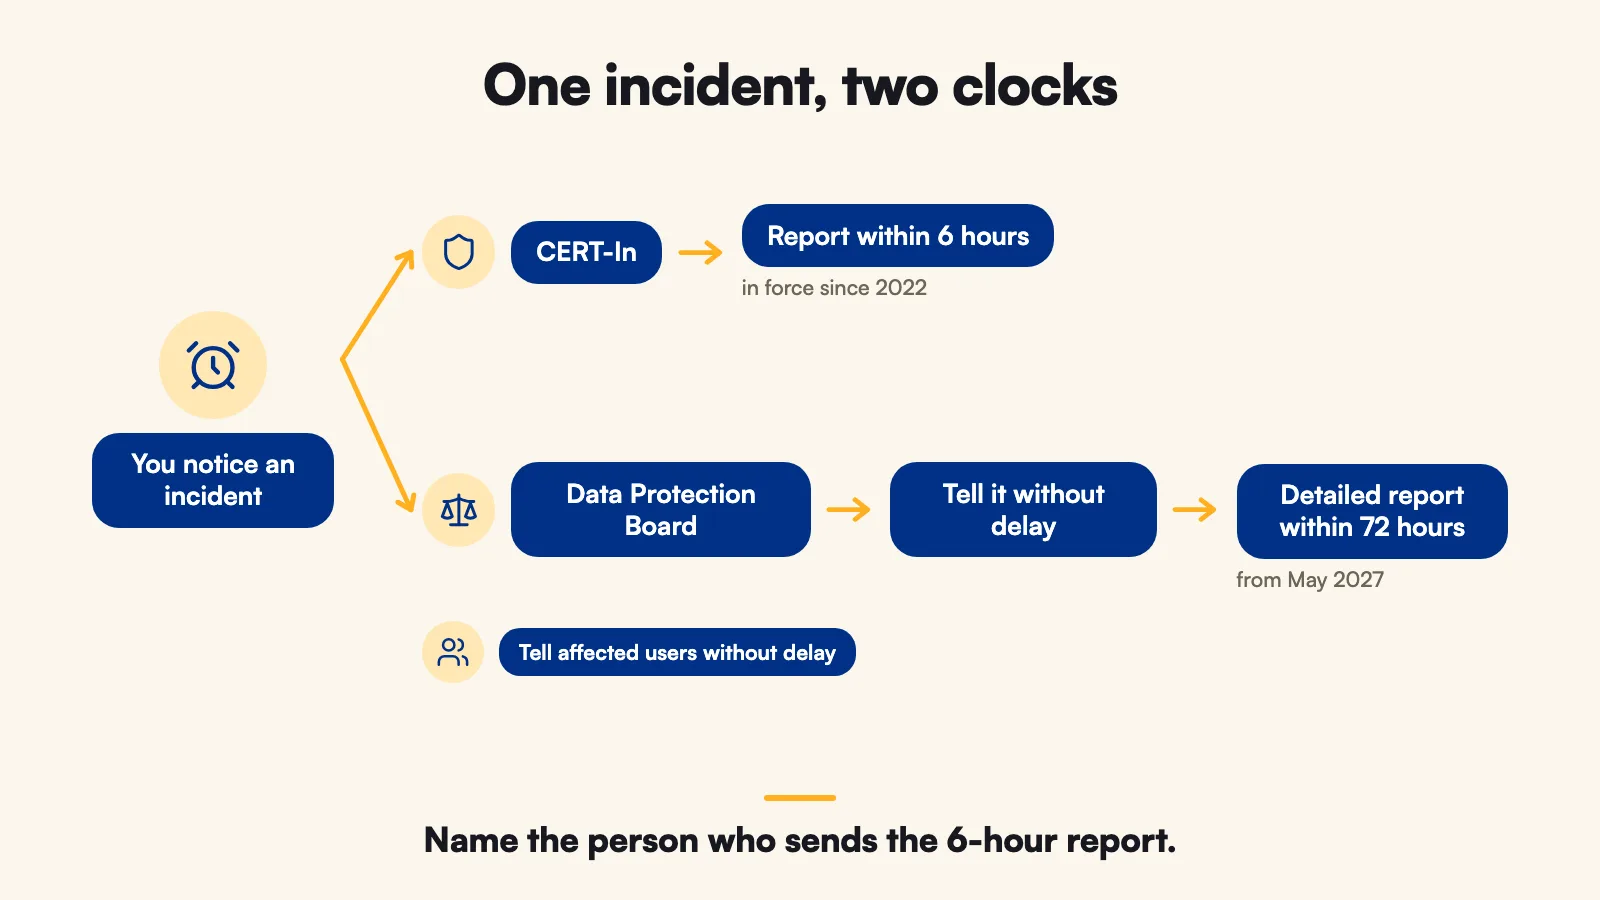 One incident, two clocks
CERT-In
Report within 6 hours
in force since 2022
You notice an
incident
Data Protection
Board
Tell it without
delay
Detailed report
within 72 hours
from May 2027
Tell affected users without delay
Name the person who sends the 6-hour report.